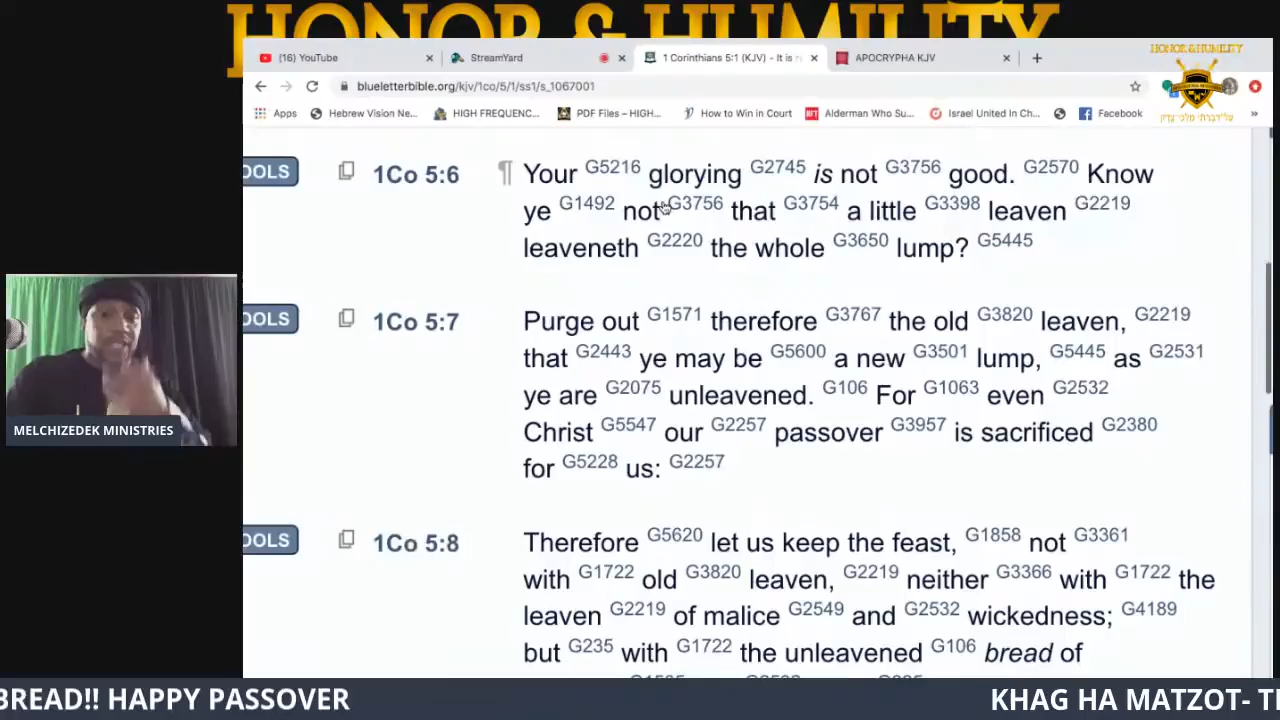 HONOR & HUMILITY
(16) YouTube
StreamYard
1 Corinthians 5:1 (KJV) - It is r
APOCRYPHA KJV
HONOR & HUMILITY
blueletterbible.org/kjv/1co/5/1/ss1/s_1067001
Apps
Hebrew Vision Ne...
HIGH FREQUENC...
PDF Files – HIGH...
How to Win in Court
Alderman Who Su...
Israel United In Ch...
Facebook
»
OOLS
1Co 5:6
¶ Your G5216 glorying G2745 is not G3756 good. G2570 Know
ye G1492 not G3756 that G3754 a little G3398 leaven G2219
leaveneth G2220 the whole G3650 lump? G5445
OOLS
1Co 5:7
Purge out G1571 therefore G3767 the old G3820 leaven, G2219
that G2443 ye may be G5600 a new G3501 lump, G5445 as G2531
ye are G2075 unleavened. G106 For G1063 even G2532
Christ G5547 our G2257 passover G3957 is sacrificed G2380
for G5228 us: G2257
OOLS
1Co 5:8
Therefore G5620 let us keep the feast, G1858 not G3361
with G1722 old G3820 leaven, G2219 neither G3366 with G1722 the
leaven G2219 of malice G2549 and G2532 wickedness; G4189
but G235 with G1722 the unleavened G106 bread of
MELCHIZEDEK MINISTRIES
BREAD!! HAPPY PASSOVER
KHAG HA MATZOT- T